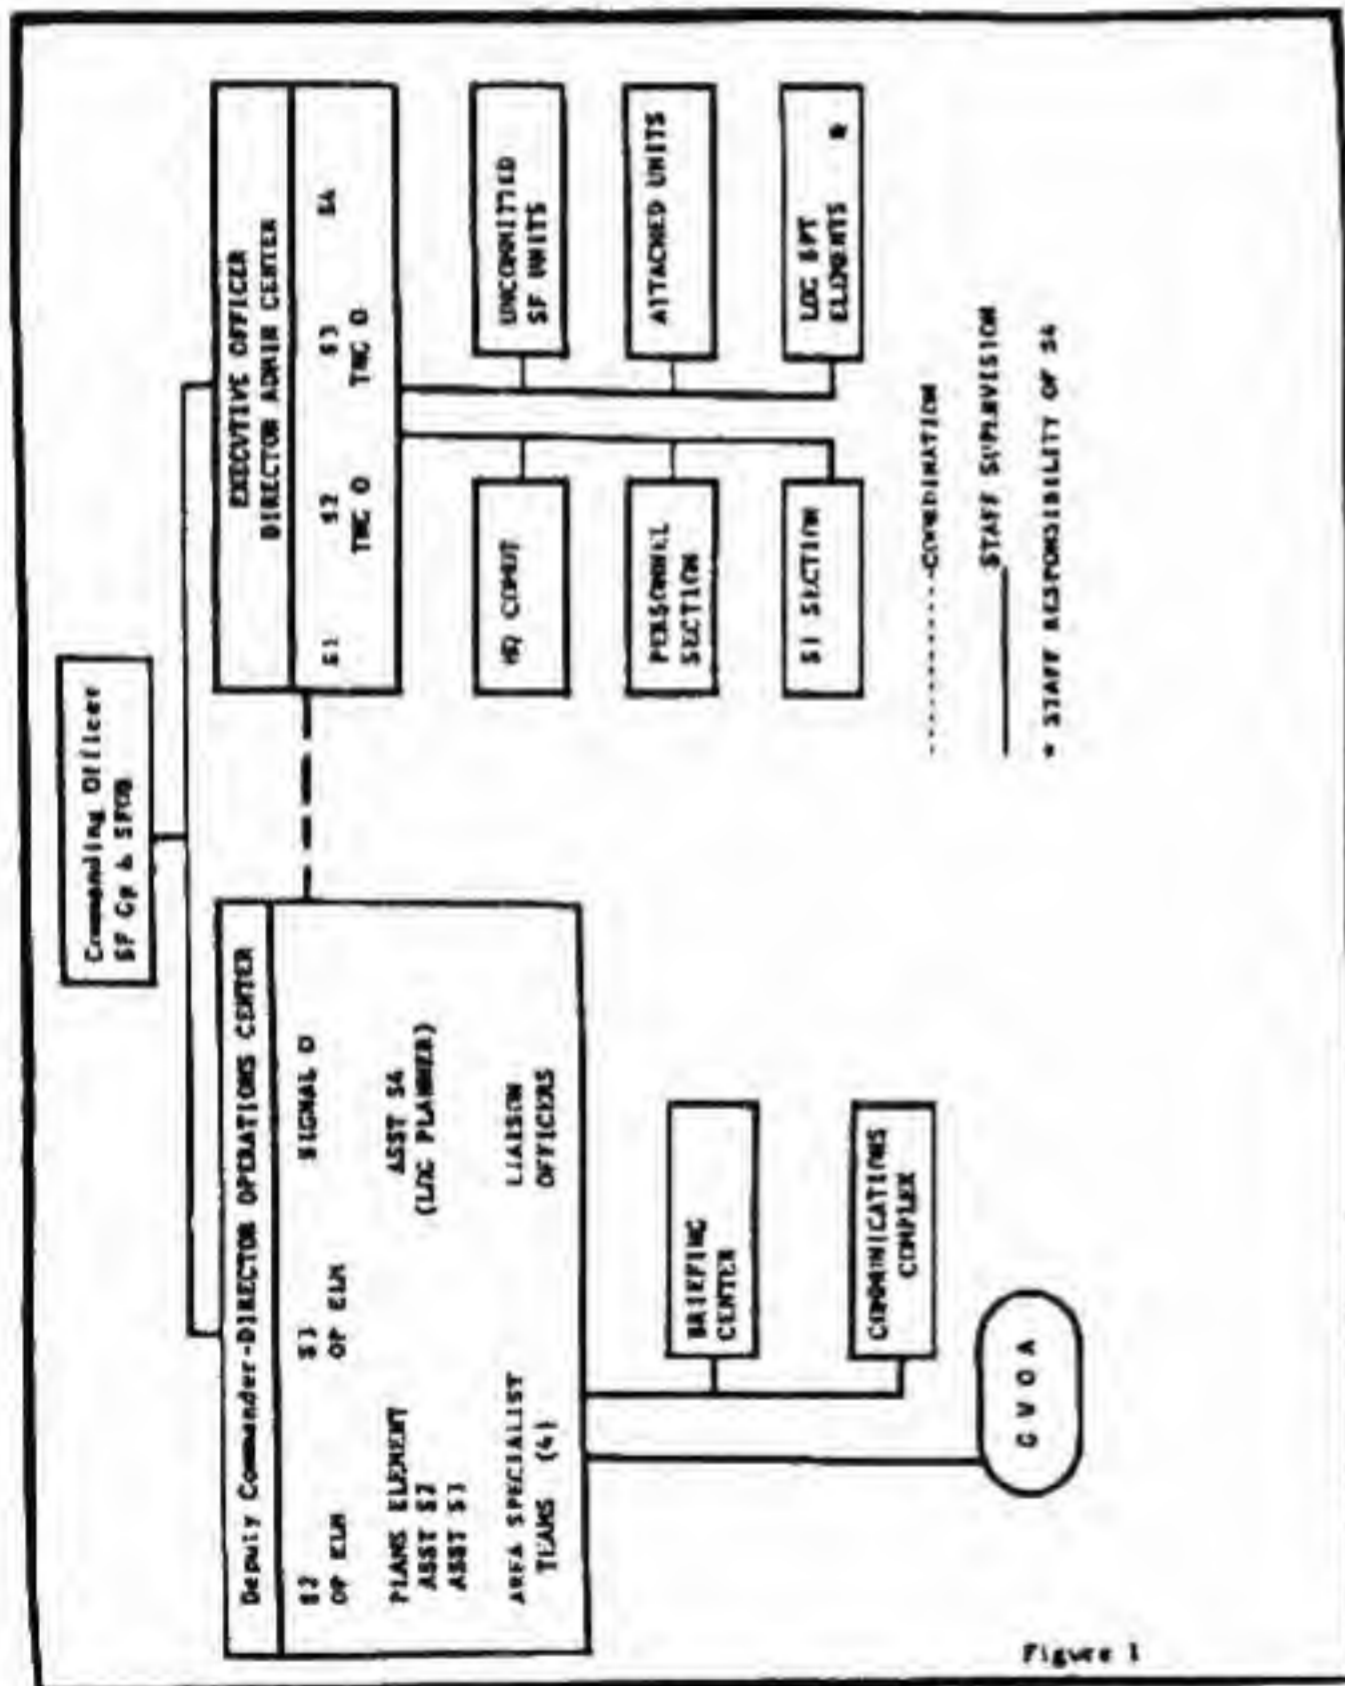 Commanding Officer
SF Gp & SFOB
Deputy Commander-DIRECTOR OPERATIONS CENTER
S2
OP ELM
S3
OP ELM
SIGNAL O
PLANS ELEMENT
ASST S2
ASST S3
ASST S4
(LOG PLANNER)
AREA SPECIALIST
TEAMS (4)
LIAISON
OFFICERS
BRIEFING
CENTER
COMMUNICATIONS
COMPLEX
G W O A
EXECUTIVE OFFICER
DIRECTOR ADMIN CENTER
S1
S2
TNG O
S3
TNG O
S4
HQ COMDT
UNCOMMITTED
SF UNITS
PERSONNEL
SECTION
ATTACHED UNITS
S1 SECTION
LOG SPT
ELEMENTS *
COORDINATION
STAFF SUPERVISION
* STAFF RESPONSIBILITY OF S4
Figure 1